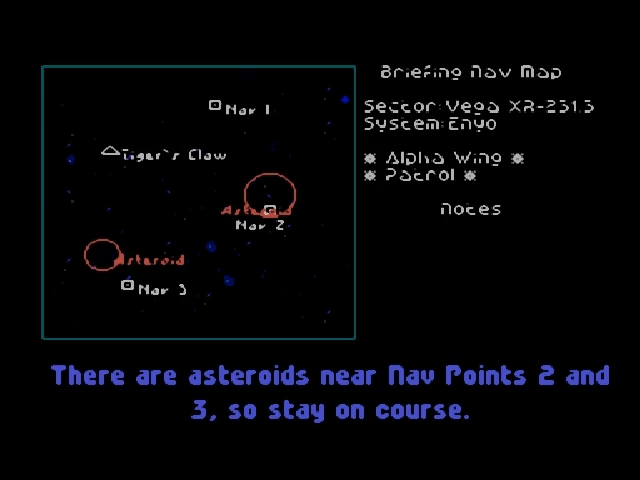 Briefing Nav Map
Nav 1
Sector:Vega XR-2313
System:Enyo
Tiger's Claw
Alpha Wing
Patrol
Asteroid
Notes
Nav 2
Asteroid
Nav 3
There are asteroids near Nav Points 2 and
3, so stay on course.